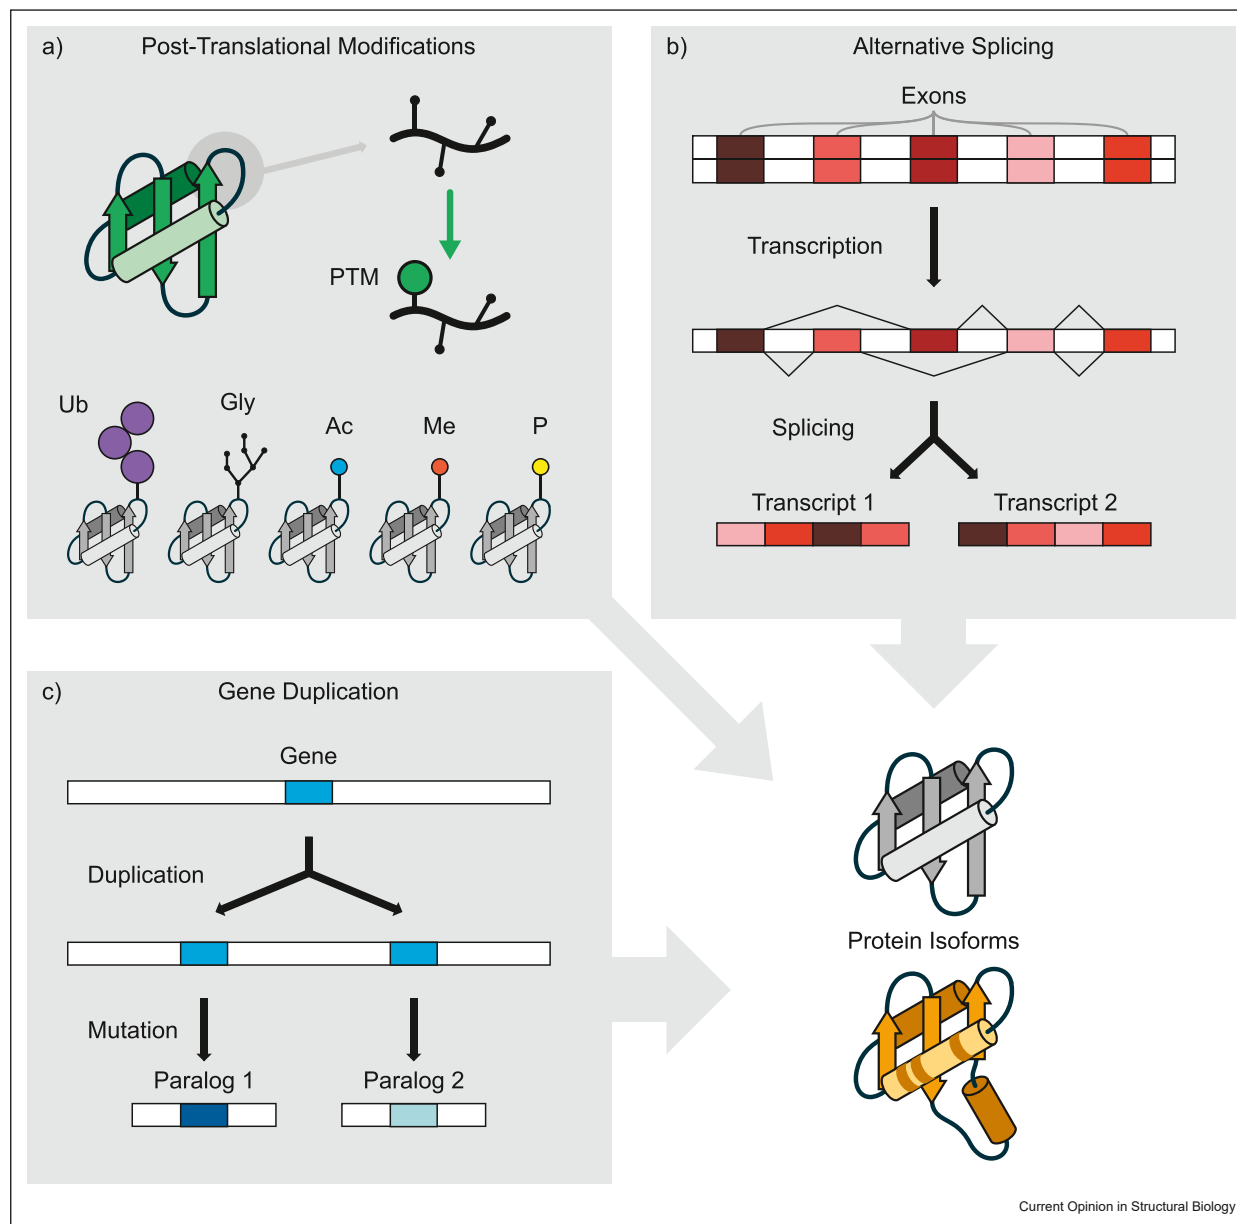 a) Post-Translational Modifications
PTM
Ub
Gly
Ac
Me
P
b) Alternative Splicing
Exons
Transcription
Splicing
Transcript 1
Transcript 2
c) Gene Duplication
Gene
Duplication
Mutation
Paralog 1
Paralog 2
Protein Isoforms
Current Opinion in Structural Biology